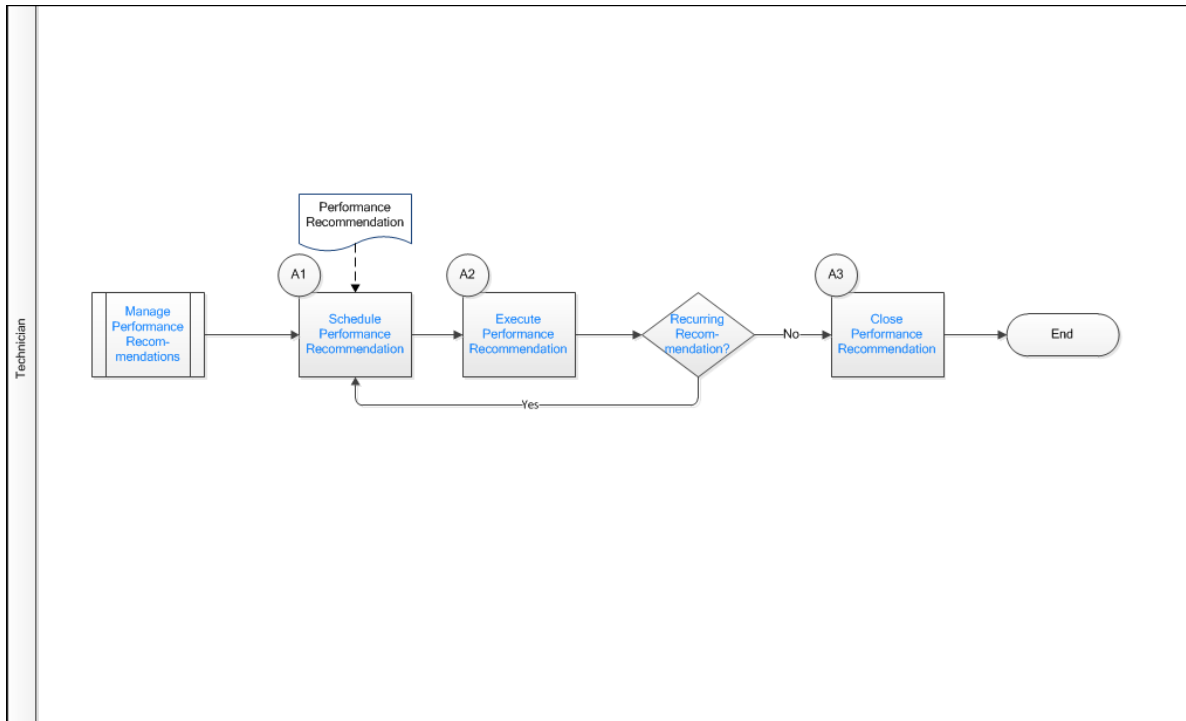 Technician
Performance
Recommendation
A1
A2
A3
Manage
Performance
Recom-
mendations
Schedule
Performance
Recommendation
Execute
Performance
Recommendation
Recurring
Recom-
mendation?
No
Close
Performance
Recommendation
End
Yes